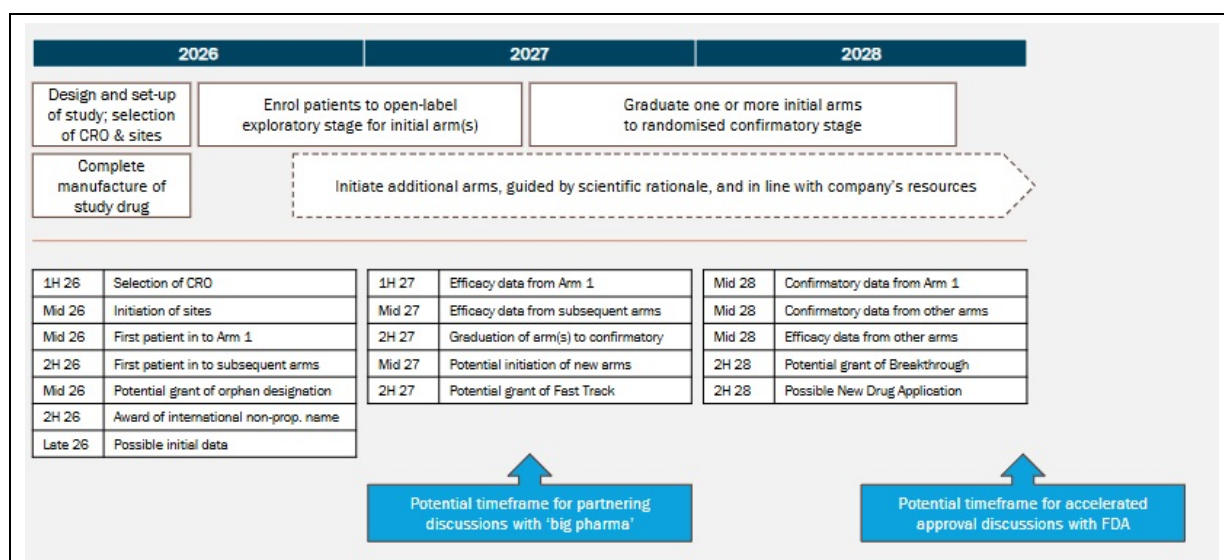 2026
2027
2028
Design and set-up
of study; selection
of CRO & sites
Enrol patients to open-label
exploratory stage for initial arm(s)
Graduate one or more initial arms
to randomised confirmatory stage
Complete
manufacture of
study drug
Initiate additional arms, guided by scientific rationale, and in line with company's resources
1H 26 Selection of CRO
Mid 26 Initiation of sites
Mid 26 First patient in to Arm 1
2H 26 First patient in to subsequent arms
Mid 26 Potential grant of orphan designation
2H 26 Award of international non-prop. name
Late 26 Possible initial data
1H 27 Efficacy data from Arm 1
Mid 27 Efficacy data from subsequent arms
2H 27 Graduation of arm(s) to confirmatory
Mid 27 Potential initiation of new arms
2H 27 Potential grant of Fast Track
Mid 28 Confirmatory data from Arm 1
Mid 28 Confirmatory data from other arms
Mid 28 Efficacy data from other arms
2H 28 Potential grant of Breakthrough
2H 28 Possible New Drug Application
Potential timeframe for partnering
discussions with 'big pharma'
Potential timeframe for accelerated
approval discussions with FDA